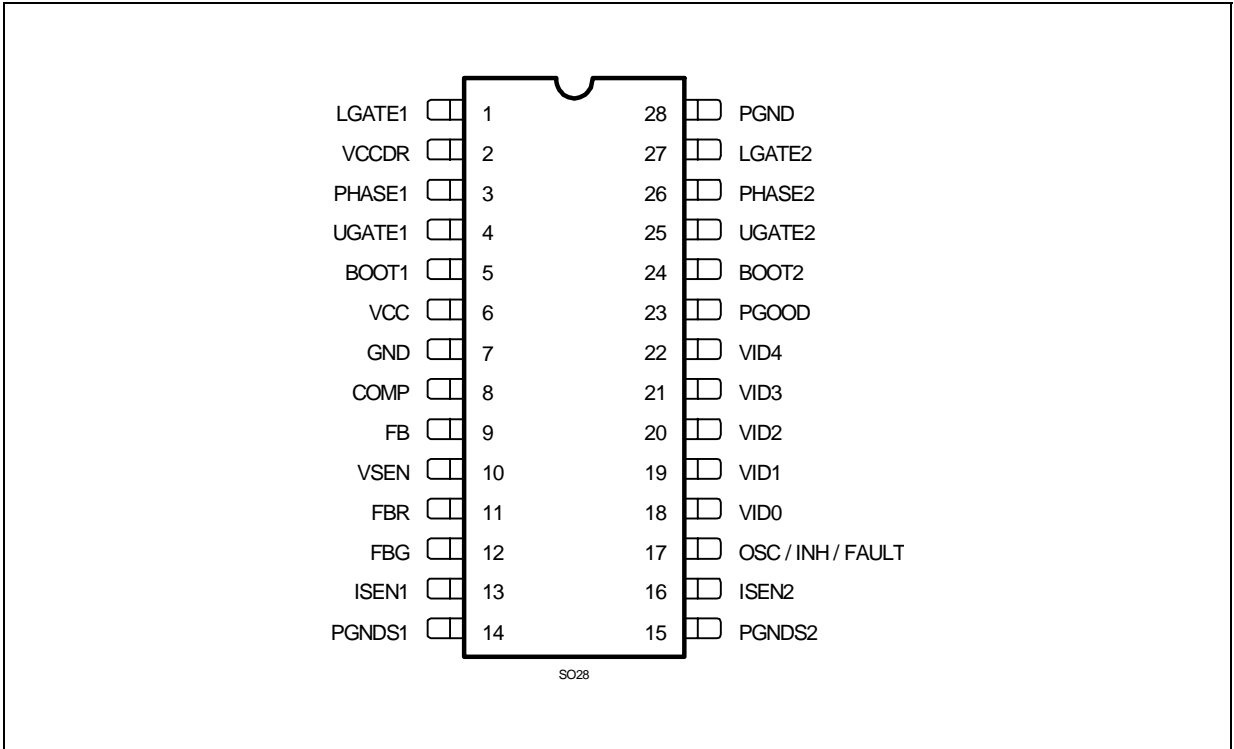 LGATE1 1 28 PGND
VCCDR 2 27 LGATE2
PHASE1 3 26 PHASE2
UGATE1 4 25 UGATE2
BOOT1 5 24 BOOT2
VCC 6 23 PGOOD
GND 7 22 VID4
COMP 8 21 VID3
FB 9 20 VID2
VSEN 10 19 VID1
FBR 11 18 VID0
FBG 12 17 OSC / INH / FAULT
ISEN1 13 16 ISEN2
PGNDS1 14 15 PGNDS2
SO28